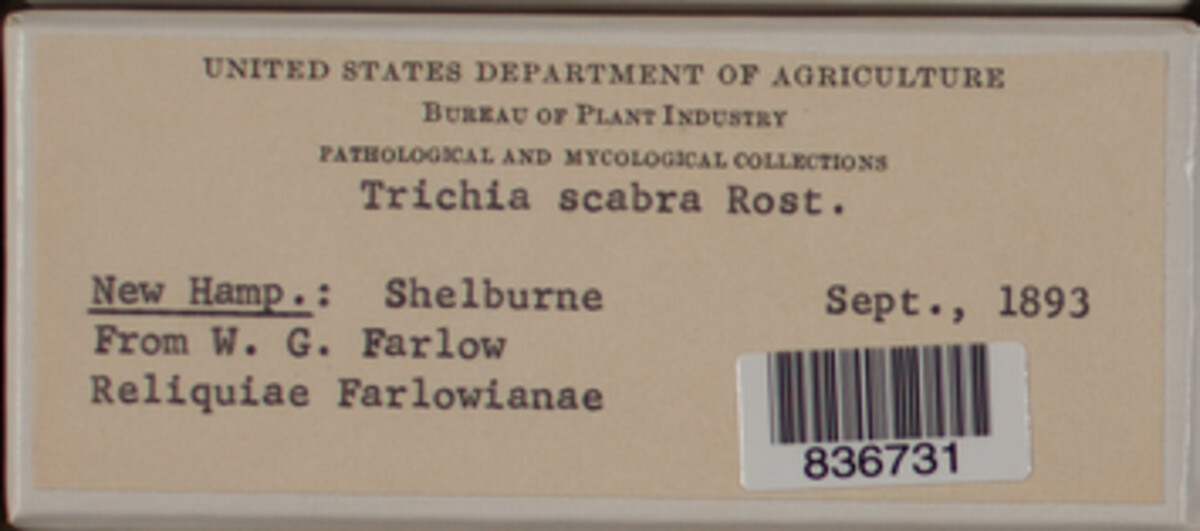 UNITED STATES DEPARTMENT OF AGRICULTURE
BUREAU OF PLANT INDUSTRY
PATHOLOGICAL AND MYCOLOGICAL COLLECTIONS
Trichia scabra Rost.
New Hamp.: Shelburne Sept., 1893
From W. G. Farlow
Reliquiae Farlowianae
836731